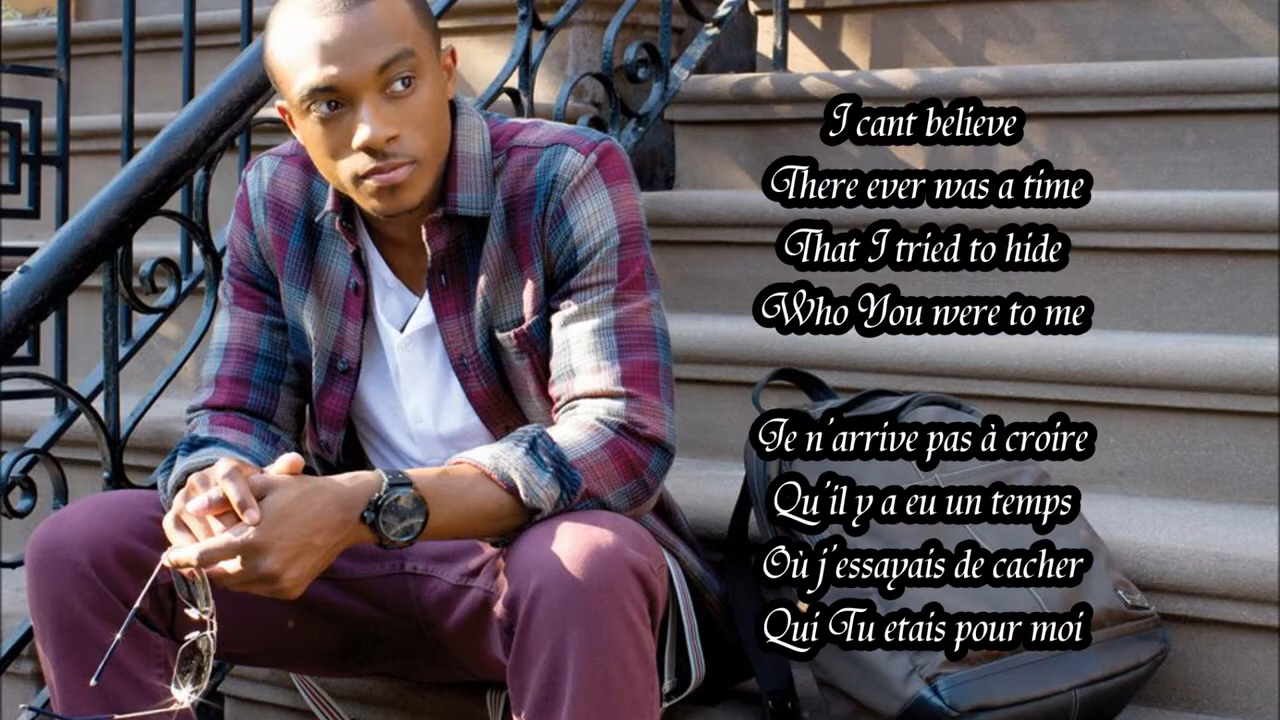 I cant believe
There ever was a time
That I tried to hide
Who You were to me
Je n'arrive pas à croire
Qu'il y a eu un temps
Où j'essayais de cacher
Qui Tu etais pour moi